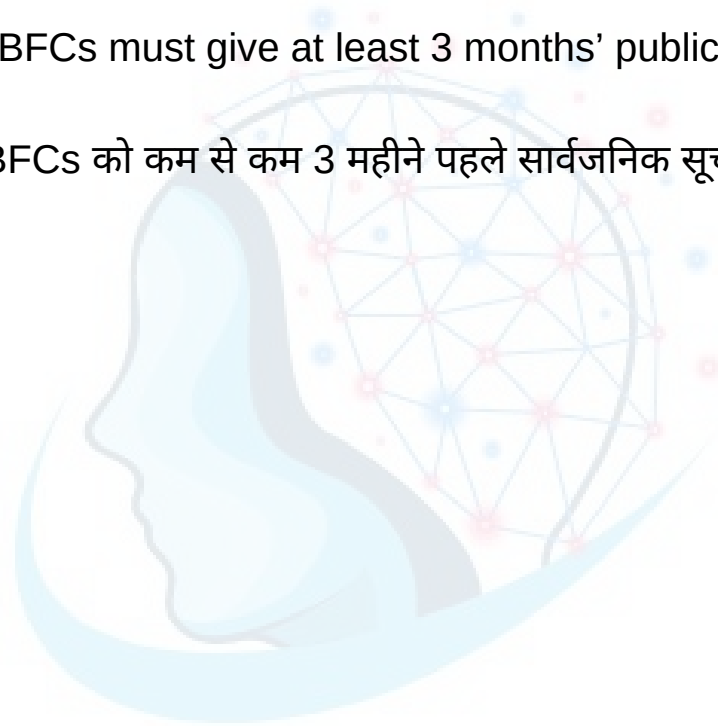 BFCs must give at least 3 months’ public
BFCs को कम से कम 3 महीने पहले सार्वजनिक सूच